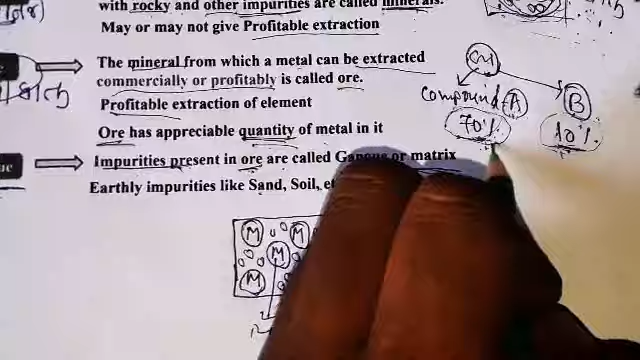 with rocky and other impurities are called minerals.
May or may not give Profitable extraction
The mineral from which a metal can be extracted
commercially or profitably is called ore.
Profitable extraction of element
Ore has appreciable quantity of metal in it
Impurities present in ore are called Gangue or matrix
Earthly impurities like Sand, Soil,
Compound A
B
70%
10%
M M
M
M